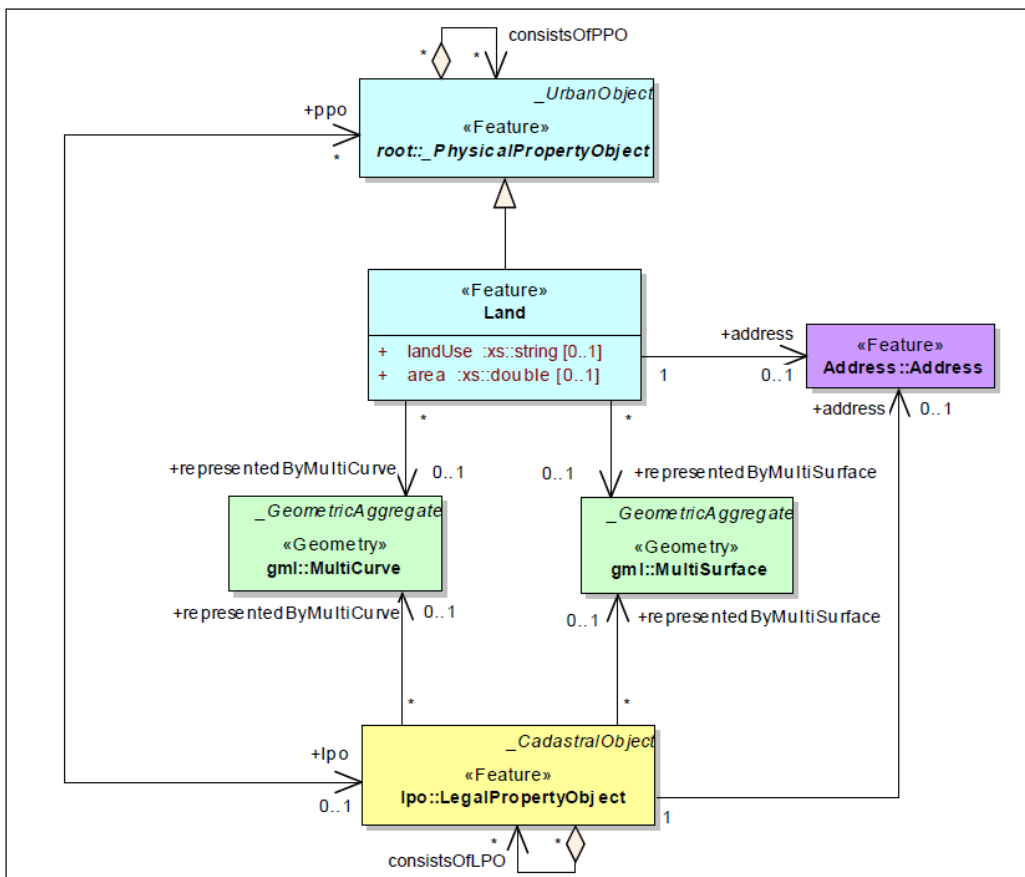 consistsOfPPO
* *
_UrbanObject
+ppo
«Feature»
root::_PhysicalPropertyObject
*
«Feature»
Land
+ landUse :xs::string [0..1]
+ area :xs::double [0..1]
+address
1 0..1
«Feature»
Address::Address
+address 0..1
* *
+representedByMultiCurve 0..1
0..1 +representedByMultiSurface
_GeometricAggregate
«Geometry»
gml::MultiCurve
_GeometricAggregate
«Geometry»
gml::MultiSurface
+representedByMultiCurve 0..1
0..1 +representedByMultiSurface
* *
+lpo
0..1
_CadastralObject
«Feature»
lpo::LegalPropertyObject
1
* *
consistsOfLPO